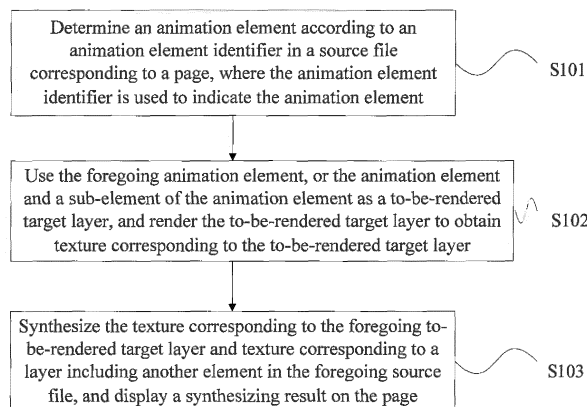 Determine an animation element according to an
animation element identifier in a source file
corresponding to a page, where the animation element
identifier is used to indicate the animation element
S101
Use the foregoing animation element, or the animation element
and a sub-element of the animation element as a to-be-rendered
target layer, and render the to-be-rendered target layer to obtain
texture corresponding to the to-be-rendered target layer
S102
Synthesize the texture corresponding to the foregoing to-
be-rendered target layer and texture corresponding to a
layer including another element in the foregoing source
file, and display a synthesizing result on the page
S103